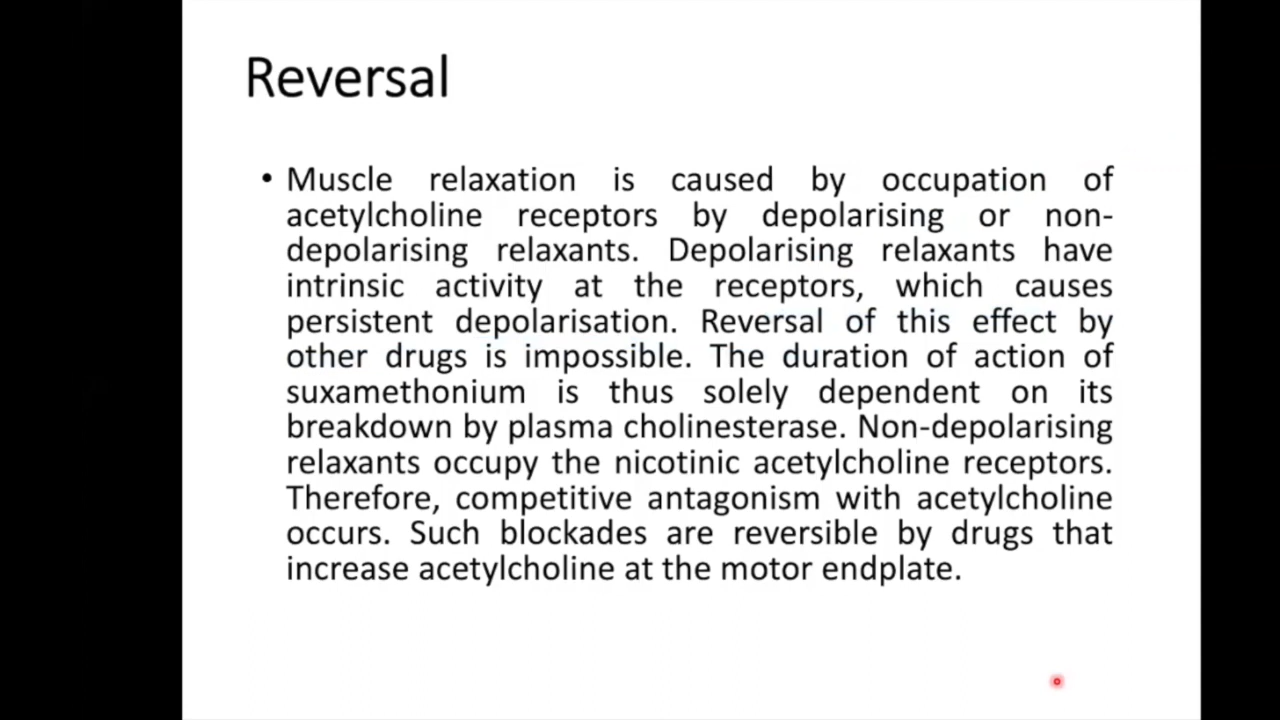 Reversal
• Muscle relaxation is caused by occupation of
acetylcholine receptors by depolarising or non-
depolarising relaxants. Depolarising relaxants have
intrinsic activity at the receptors, which causes
persistent depolarisation. Reversal of this effect by
other drugs is impossible. The duration of action of
suxamethonium is thus solely dependent on its
breakdown by plasma cholinesterase. Non-depolarising
relaxants occupy the nicotinic acetylcholine receptors.
Therefore, competitive antagonism with acetylcholine
occurs. Such blockades are reversible by drugs that
increase acetylcholine at the motor endplate.